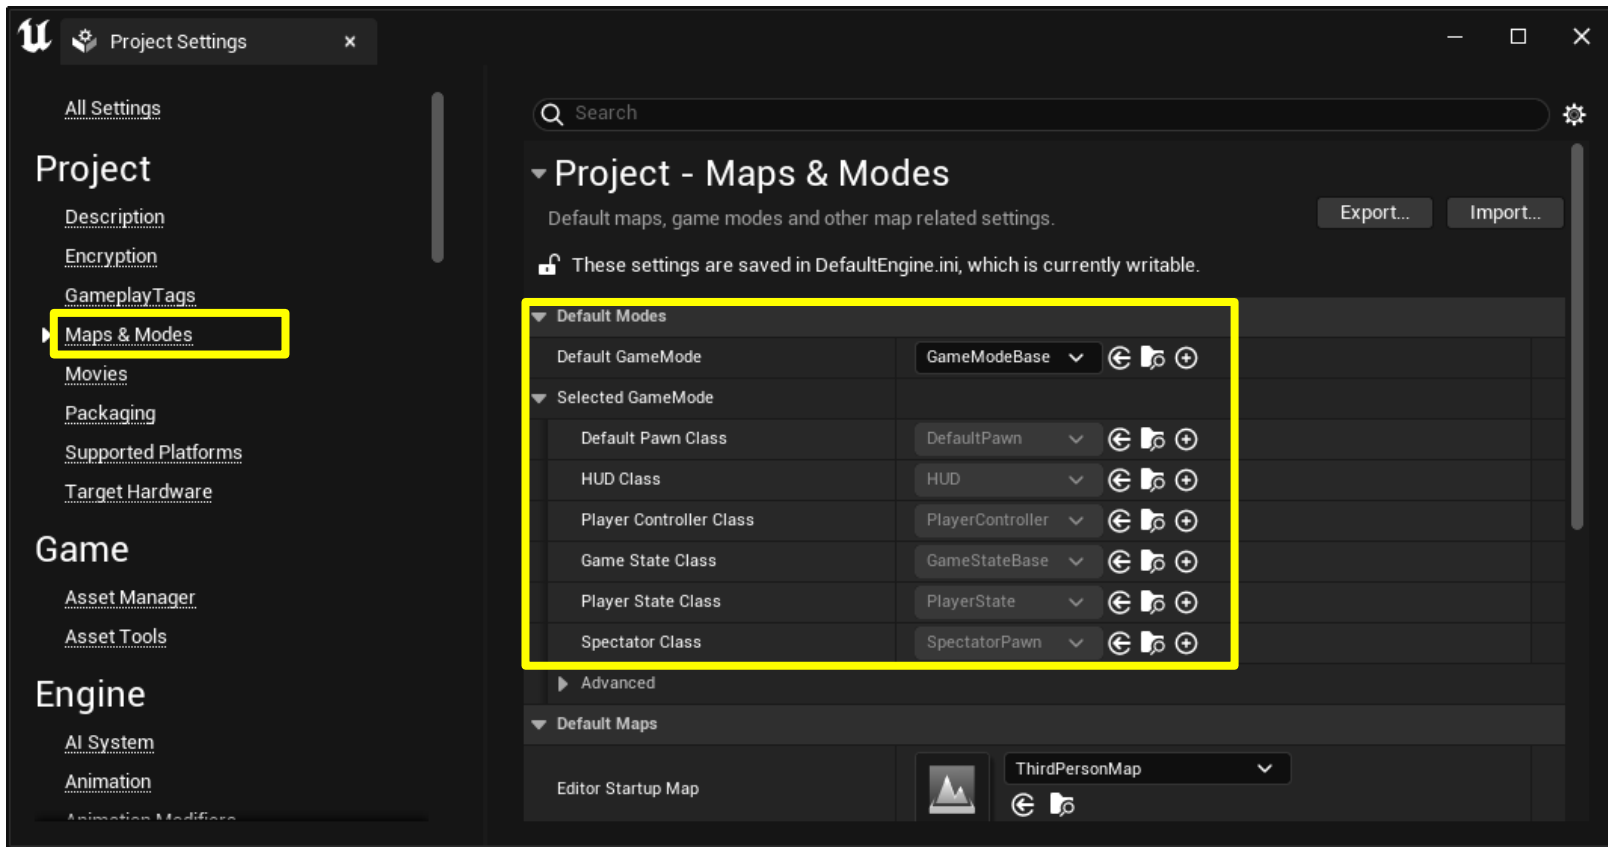 Project Settings
All Settings
Project
Description
Encryption
GameplayTags
Maps & Modes
Movies
Packaging
Supported Platforms
Target Hardware
Game
Asset Manager
Asset Tools
Engine
AI System
Animation
Animation Modifiers
Search
Project - Maps & Modes
Default maps, game modes and other map related settings.
Export...
Import...
These settings are saved in DefaultEngine.ini, which is currently writable.
Default Modes
Default GameMode GameModeBase
Selected GameMode
Default Pawn Class DefaultPawn
HUD Class HUD
Player Controller Class PlayerController
Game State Class GameStateBase
Player State Class PlayerState
Spectator Class SpectatorPawn
Advanced
Default Maps
Editor Startup Map ThirdPersonMap